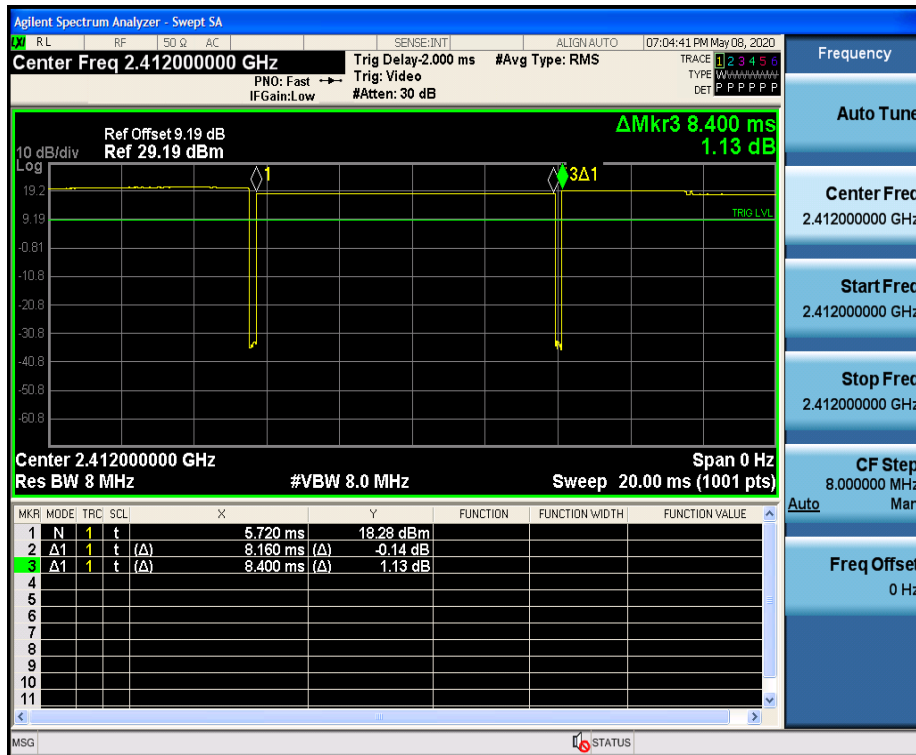 Agilent Spectrum Analyzer - Swept SA
LXI RL RF 50 Ω AC SENSE:INT ALIGN AUTO 07:04:41 PM May 08, 2020
Center Freq 2.412000000 GHz
PNO: Fast
IFGain:Low
Trig Delay-2.000 ms
Trig: Video
#Atten: 30 dB
#Avg Type: RMS
TRACE 1 2 3 4 5 6
TYPE WWWWWW
DET P P P P P P
Frequency
ΔMkr3 8.400 ms
1.13 dB
Ref Offset 9.19 dB
10 dB/div Ref 29.19 dBm
Log
1
3Δ1
19.2
9.19
TRIG LVL
-0.81
-10.8
-20.8
-30.8
-40.8
-50.8
-60.8
Center 2.412000000 GHz Span 0 Hz
Res BW 8 MHz #VBW 8.0 MHz Sweep 20.00 ms (1001 pts)
MKR MODE TRC SCL X Y FUNCTION FUNCTION WIDTH FUNCTION VALUE
1 N 1 t 5.720 ms 18.28 dBm
2 Δ1 1 t (Δ) 8.160 ms (Δ) -0.14 dB
3 Δ1 1 t (Δ) 8.400 ms (Δ) 1.13 dB
4
5
6
7
8
9
10
11
MSG STATUS
Auto Tune
Center Freq
2.412000000 GHz
Start Freq
2.412000000 GHz
Stop Freq
2.412000000 GHz
CF Step
8.000000 MHz
Auto Man
Freq Offset
0 Hz